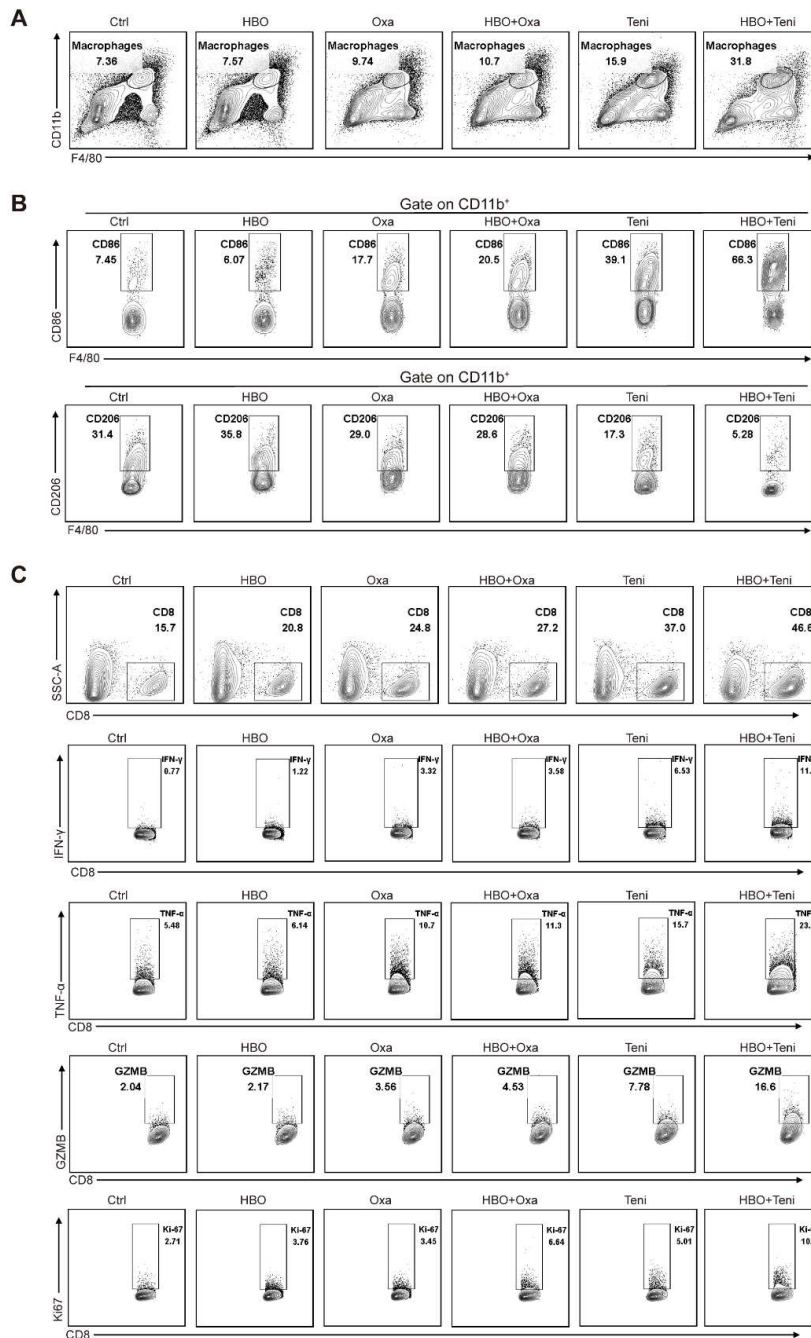 A
Ctrl HBO Oxa HBO+Oxa Teni HBO+Teni
Macrophages Macrophages Macrophages Macrophages Macrophages Macrophages
7.36 7.57 9.74 10.7 15.9 31.8
CD11b
F4/80
B
Gate on CD11b⁺
Ctrl HBO Oxa HBO+Oxa Teni HBO+Teni
CD86 CD86 CD86 CD86 CD86 CD86
7.45 6.07 17.7 20.5 39.1 66.3
CD86
F4/80
Gate on CD11b⁺
Ctrl HBO Oxa HBO+Oxa Teni HBO+Teni
CD206 CD206 CD206 CD206 CD206 CD206
31.4 35.8 29.0 28.6 17.3 5.28
CD206
F4/80
C
Ctrl HBO Oxa HBO+Oxa Teni HBO+Teni
CD8 CD8 CD8 CD8 CD8 CD8
15.7 20.8 24.8 27.2 37.0 46.6
SSC-A
CD8
Ctrl HBO Oxa HBO+Oxa Teni HBO+Teni
IFN-γ IFN-γ IFN-γ IFN-γ IFN-γ IFN-
0.77 1.22 3.32 3.58 6.53 11.
IFN-γ
CD8
Ctrl HBO Oxa HBO+Oxa Teni HBO+Teni
TNF-α TNF-α TNF-α TNF-α TNF-α TNF
5.48 6.14 10.7 11.3 15.7 23.
TNF-α
CD8
Ctrl HBO Oxa HBO+Oxa Teni HBO+Teni
GZMB GZMB GZMB GZMB GZMB GZMB
2.04 2.17 3.56 4.53 7.78 16.6
GZMB
CD8
Ctrl HBO Oxa HBO+Oxa Teni HBO+Teni
Ki-67 Ki-67 Ki-67 Ki-67 Ki-67 Ki-
2.71 3.76 3.45 6.64 5.01 10.
Ki67
CD8